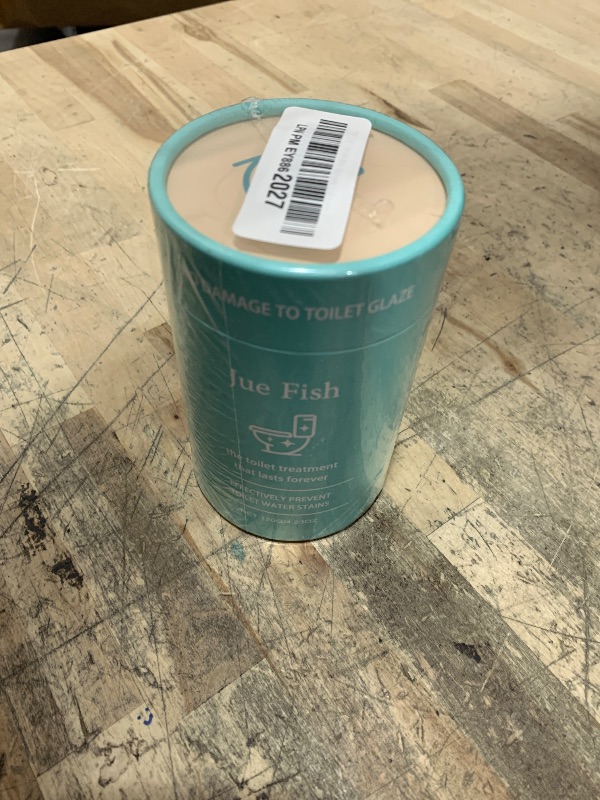 LPN PM EY886 2027
DAMAGE TO TOILET GLAZE
Jue Fish
the toilet treatment
that lasts forever
EFFECTIVELY PREVENT
TOILET WATER STAINS